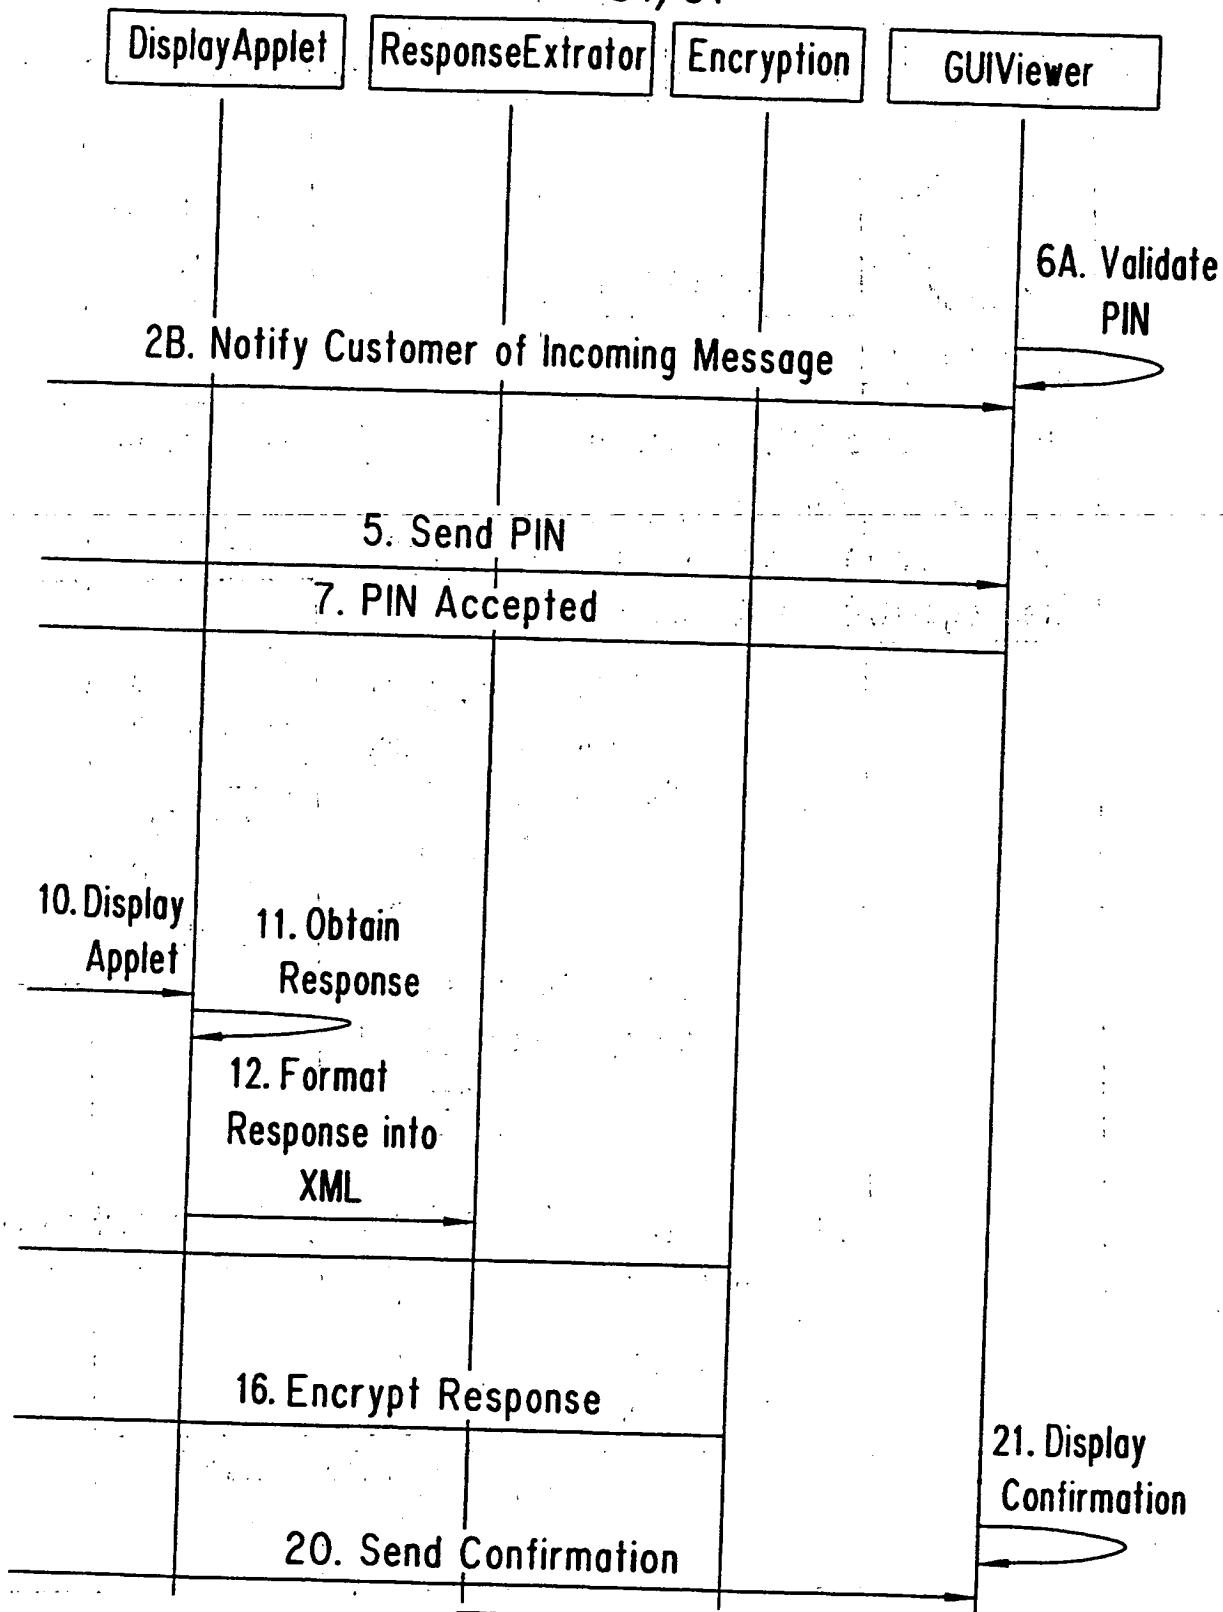 DisplayApplet
ResponseExtrator
Encryption
GUIViewer
6A. Validate
PIN
2B. Notify Customer of Incoming Message
5. Send PIN
7. PIN Accepted
10. Display
Applet
11. Obtain
Response
12. Format
Response into
XML
16. Encrypt Response
21. Display
Confirmation
20. Send Confirmation